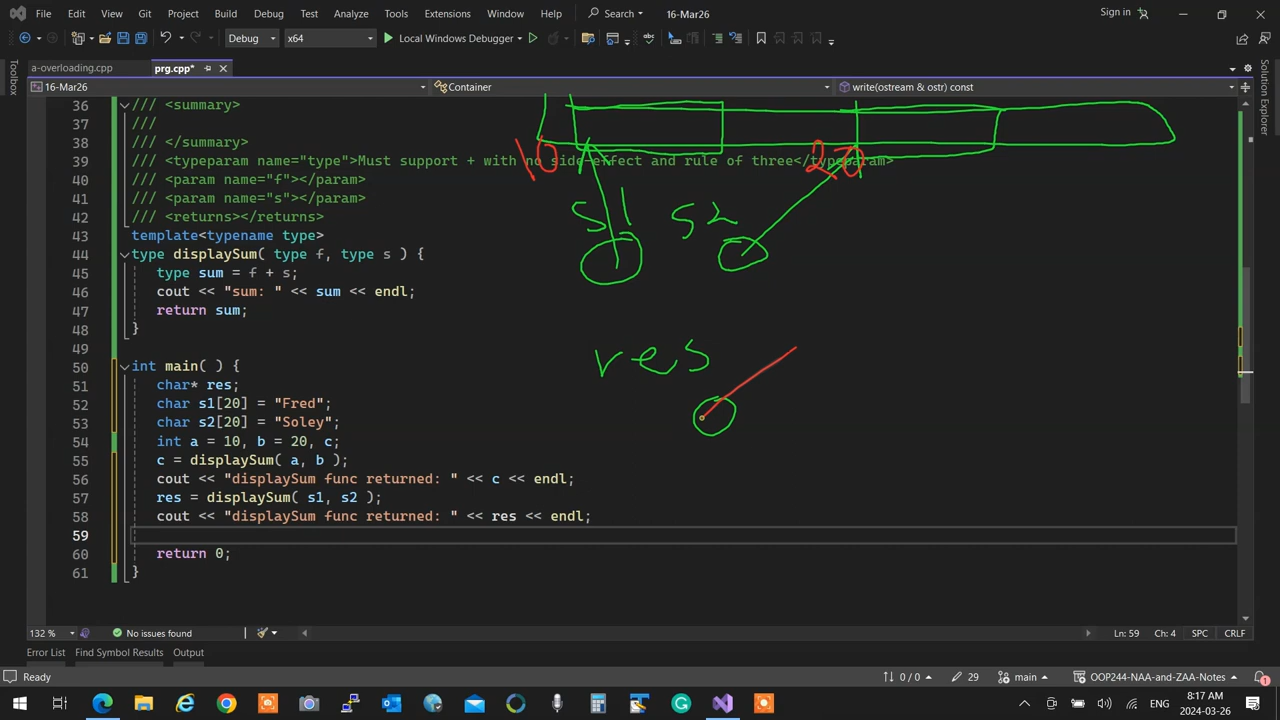 File Edit View Git Project Build Debug Test Analyze Tools Extensions Window Help Search 16-Mar26 Sign in
Debug x64 Local Windows Debugger
a-overloading.cpp prg.cpp*
16-Mar26 Container write(ostream & ostr) const
Toolbox
Solution Explorer
36 /// <summary>
37 ///
38 /// </summary>
39 /// <typeparam name="type">Must support + with no side effect and rule of three</typeparam>
40 /// <param name="f"></param>
41 /// <param name="s"></param>
42 /// <returns></returns>
43 template<typename type>
44 type displaySum( type f, type s ) {
45 type sum = f + s;
46 cout << "sum: " << sum << endl;
47 return sum;
48 }
49
50 int main( ) {
51 char* res;
52 char s1[20] = "Fred";
53 char s2[20] = "Soley";
54 int a = 10, b = 20, c;
55 c = displaySum( a, b );
56 cout << "displaySum func returned: " << c << endl;
57 res = displaySum( s1, s2 );
58 cout << "displaySum func returned: " << res << endl;
59
60 return 0;
61 }
10 20
s1 s2
res
132 % No issues found Ln: 59 Ch: 4 SPC CRLF
Error List Find Symbol Results Output
Ready 0 / 0 29 main OOP244-NAA-and-ZAA-Notes 1
ENG 8:17 AM
2024-03-26